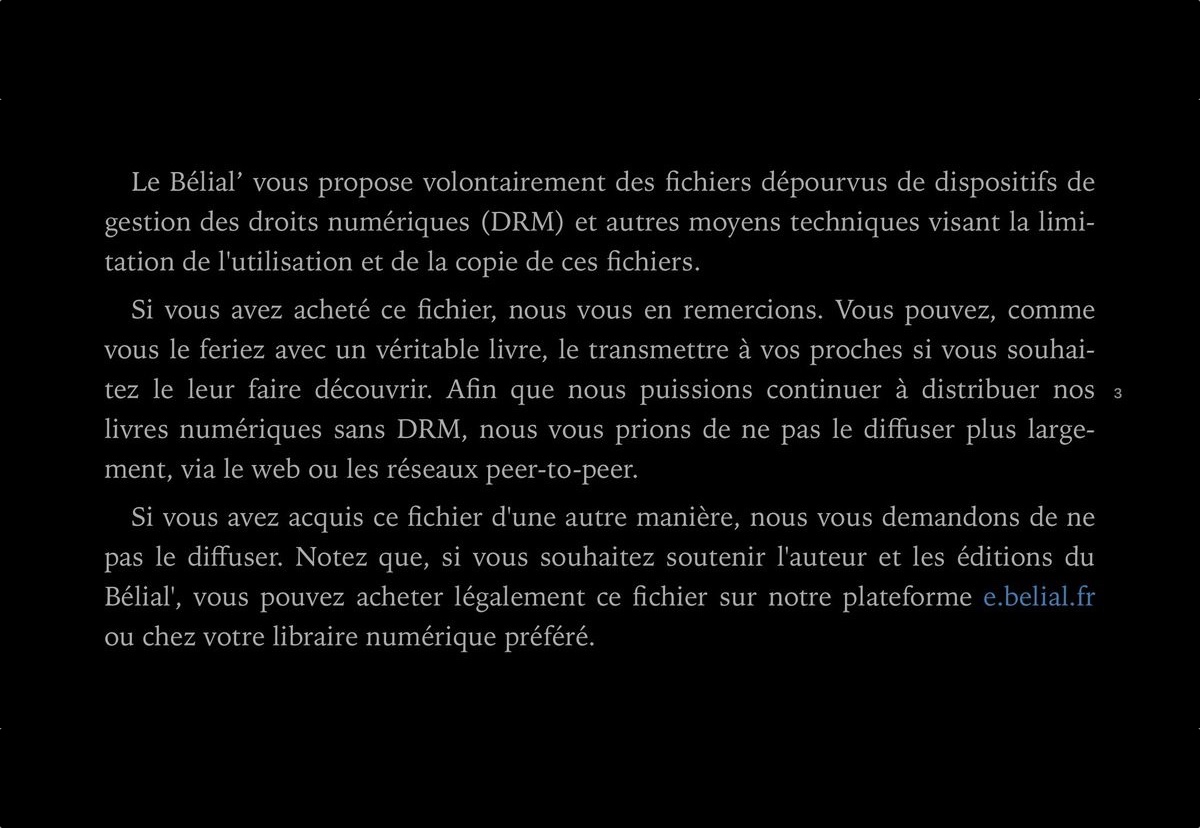 Le Bélial’ vous propose volontairement des fichiers dépourvus de dispositifs de
gestion des droits numériques (DRM) et autres moyens techniques visant la limi-
tation de l'utilisation et de la copie de ces fichiers.
Si vous avez acheté ce fichier, nous vous en remercions. Vous pouvez, comme
vous le feriez avec un véritable livre, le transmettre à vos proches si vous souhai-
tez le leur faire découvrir. Afin que nous puissions continuer à distribuer nos
3
livres numériques sans DRM, nous vous prions de ne pas le diffuser plus large-
ment, via le web ou les réseaux peer-to-peer.
Si vous avez acquis ce fichier d'une autre manière, nous vous demandons de ne
pas le diffuser. Notez que, si vous souhaitez soutenir l'auteur et les éditions du
Bélial', vous pouvez acheter légalement ce fichier sur notre plateforme e.belial.fr
ou chez votre libraire numérique préféré.